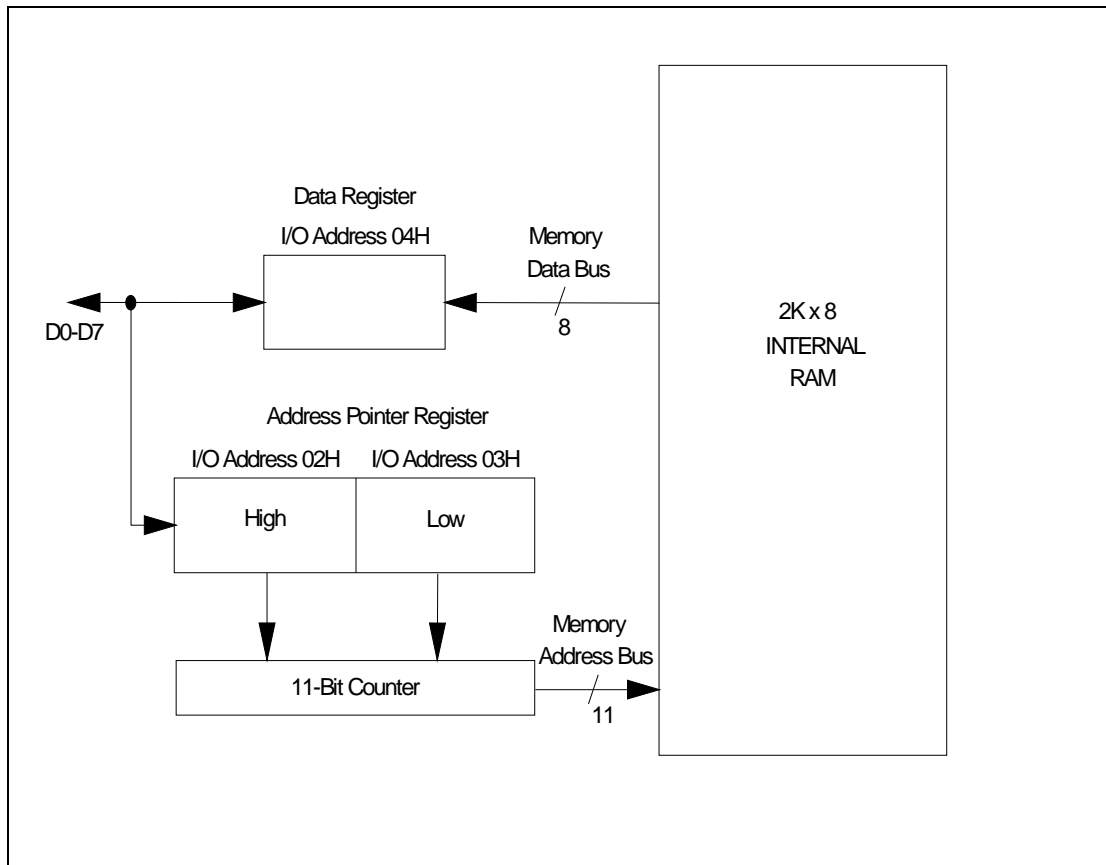 Data Register
I/O Address 04H
Memory
Data Bus
8
D0-D7
2K x 8
INTERNAL
RAM
Address Pointer Register
I/O Address 02H
I/O Address 03H
High
Low
Memory
Address Bus
11-Bit Counter
11